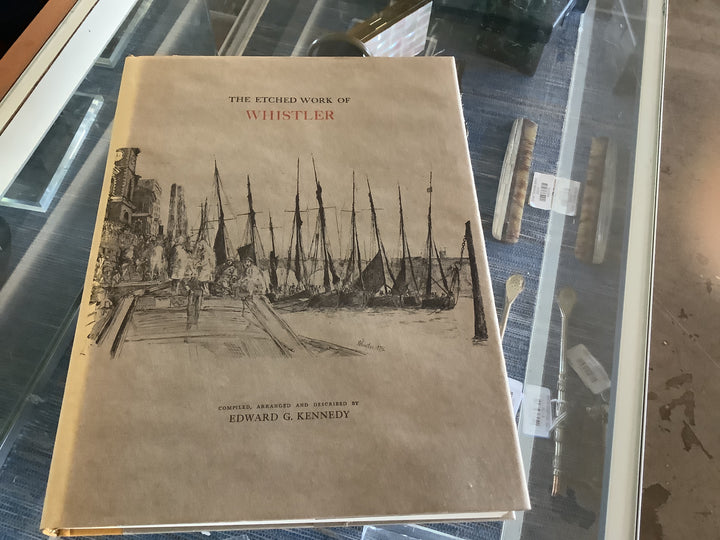 THE ETCHED WORK OF
WHISTLER
COMPILED, ARRANGED AND DESCRIBED BY
EDWARD G. KENNEDY